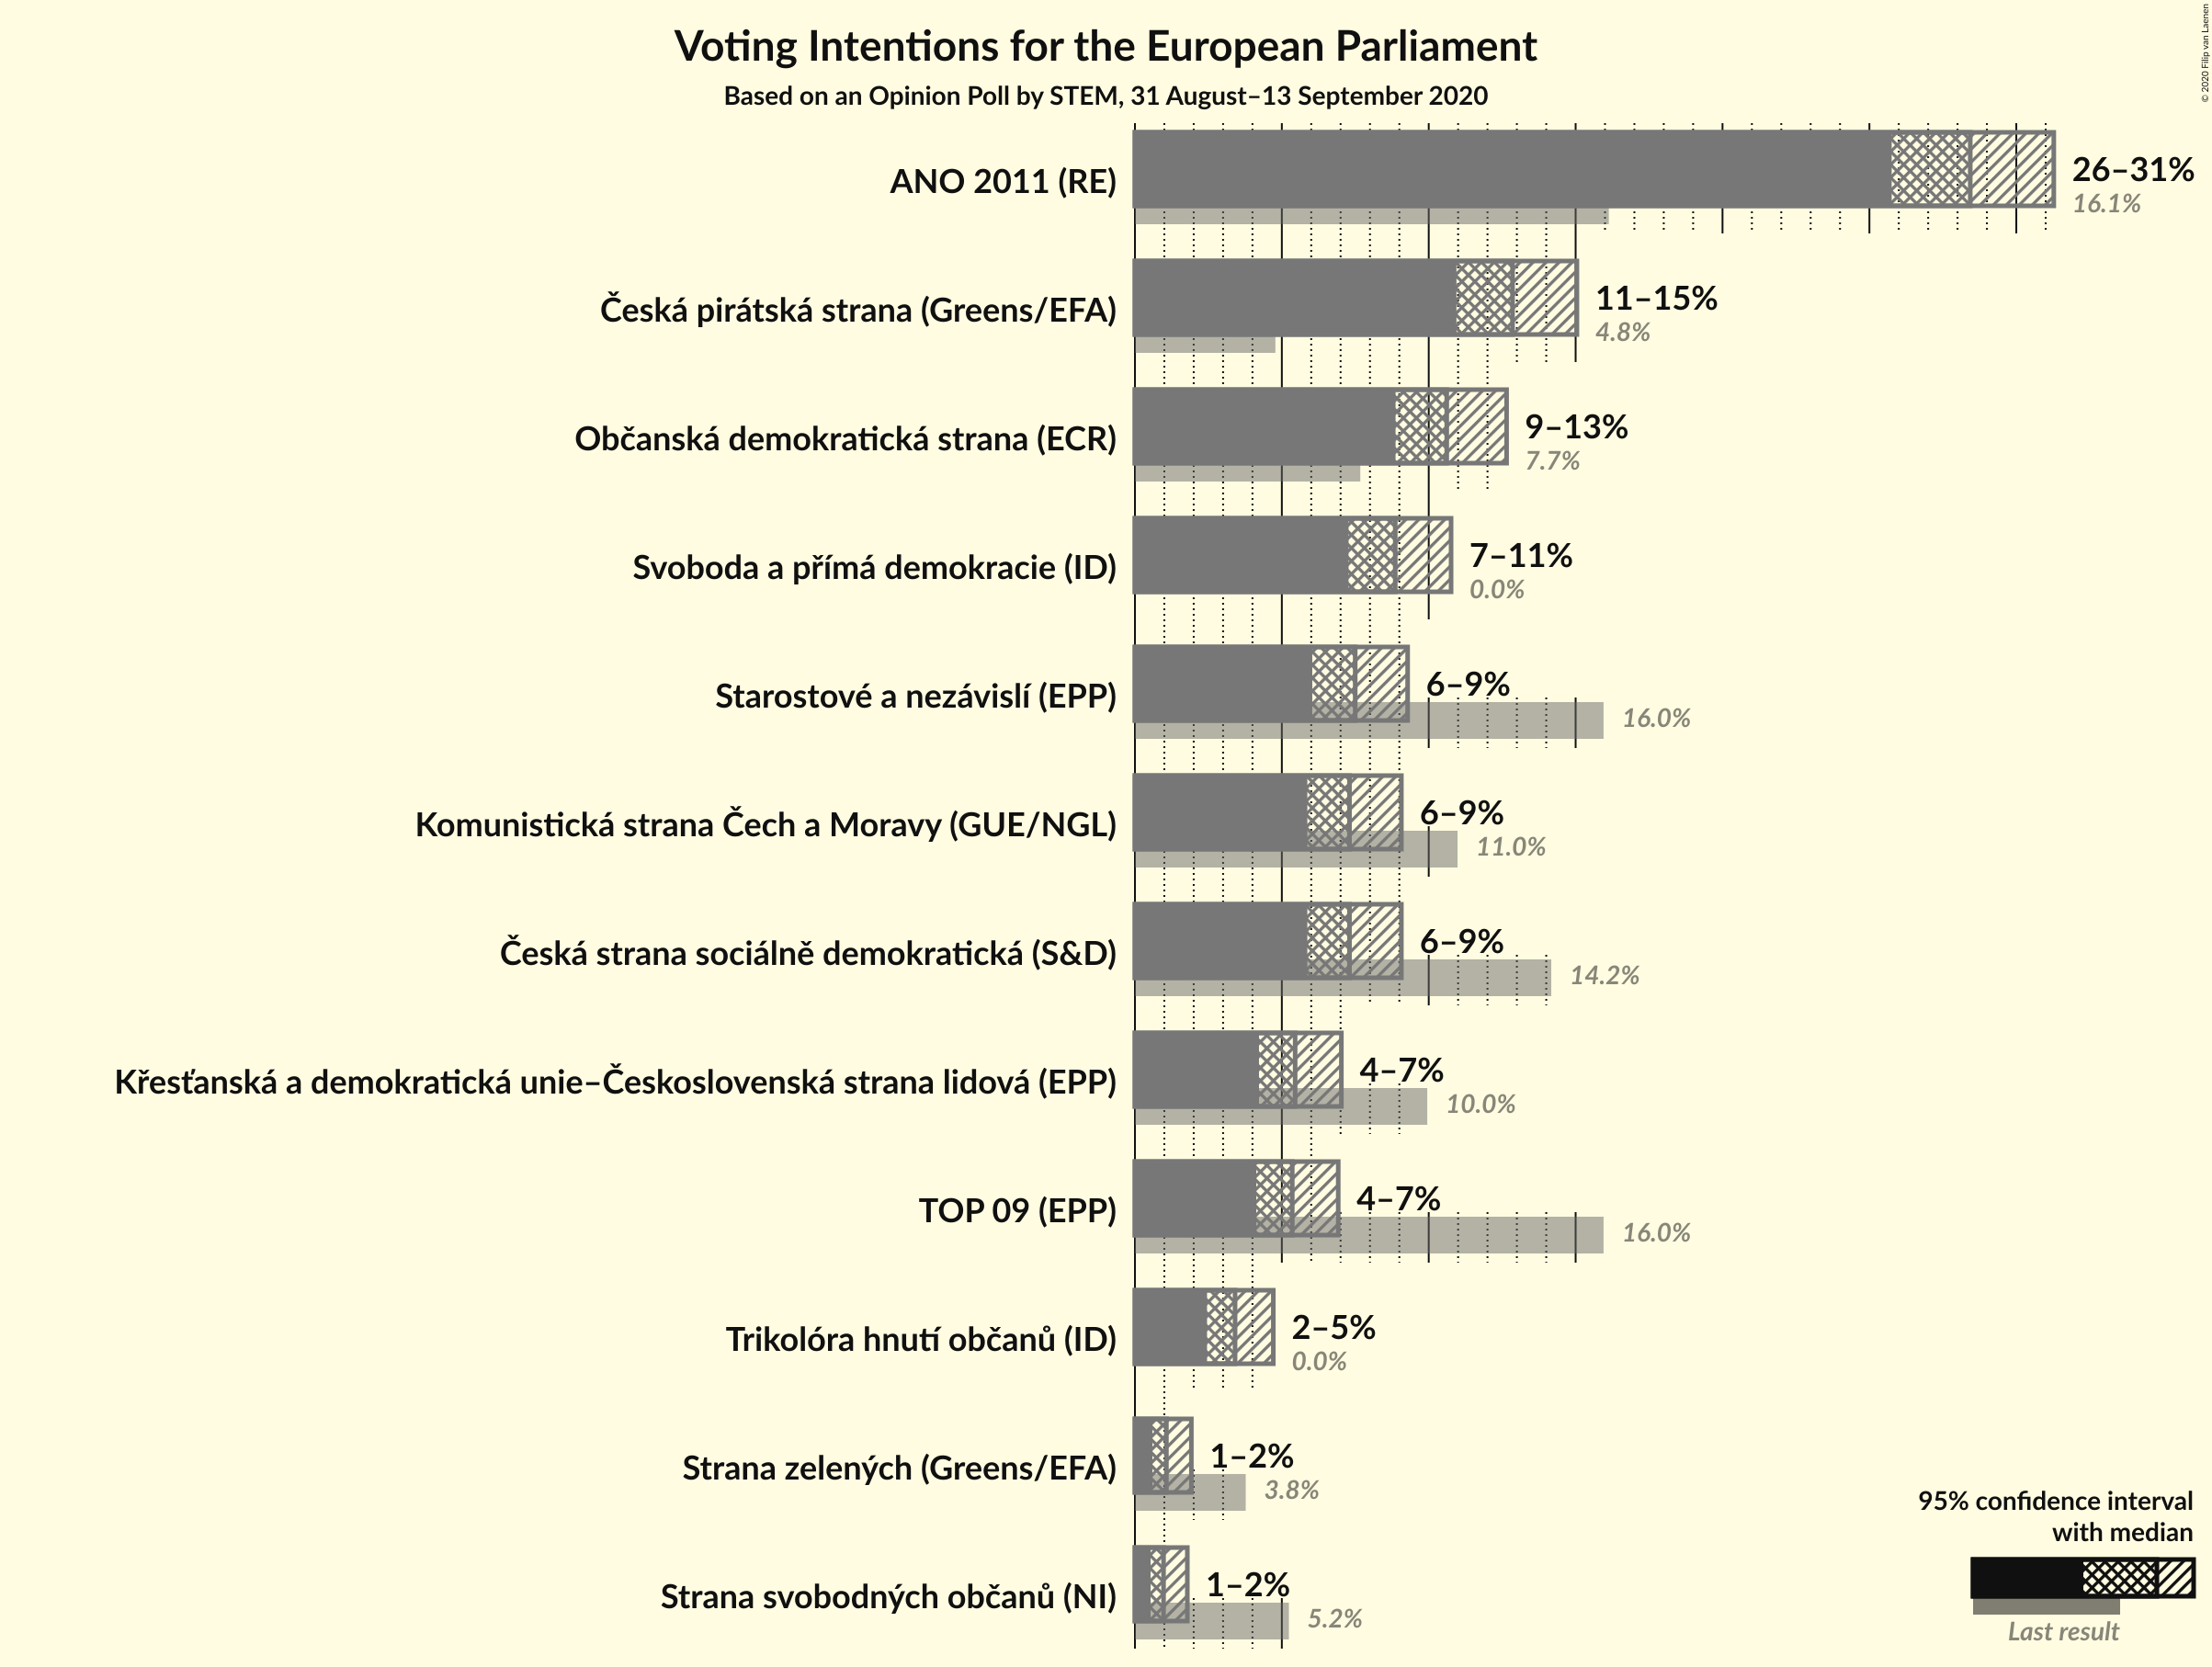 © 2020 Filip van Laenen
Voting Intentions for the European Parliament
Based on an Opinion Poll by STEM, 31 August–13 September 2020
ANO 2011 (RE)
26–31%
16.1%
Česká pirátská strana (Greens/EFA)
11–15%
4.8%
Občanská demokratická strana (ECR)
9–13%
7.7%
Svoboda a přímá demokracie (ID)
7–11%
0.0%
Starostové a nezávislí (EPP)
6–9%
16.0%
Komunistická strana Čech a Moravy (GUE/NGL)
6–9%
11.0%
Česká strana sociálně demokratická (S&D)
6–9%
14.2%
Křesťanská a demokratická unie–Československá strana lidová (EPP)
4–7%
10.0%
TOP 09 (EPP)
4–7%
16.0%
Trikolóra hnutí občanů (ID)
2–5%
0.0%
Strana zelených (Greens/EFA)
1–2%
3.8%
Strana svobodných občanů (NI)
1–2%
5.2%
95% confidence interval
with median
Last result